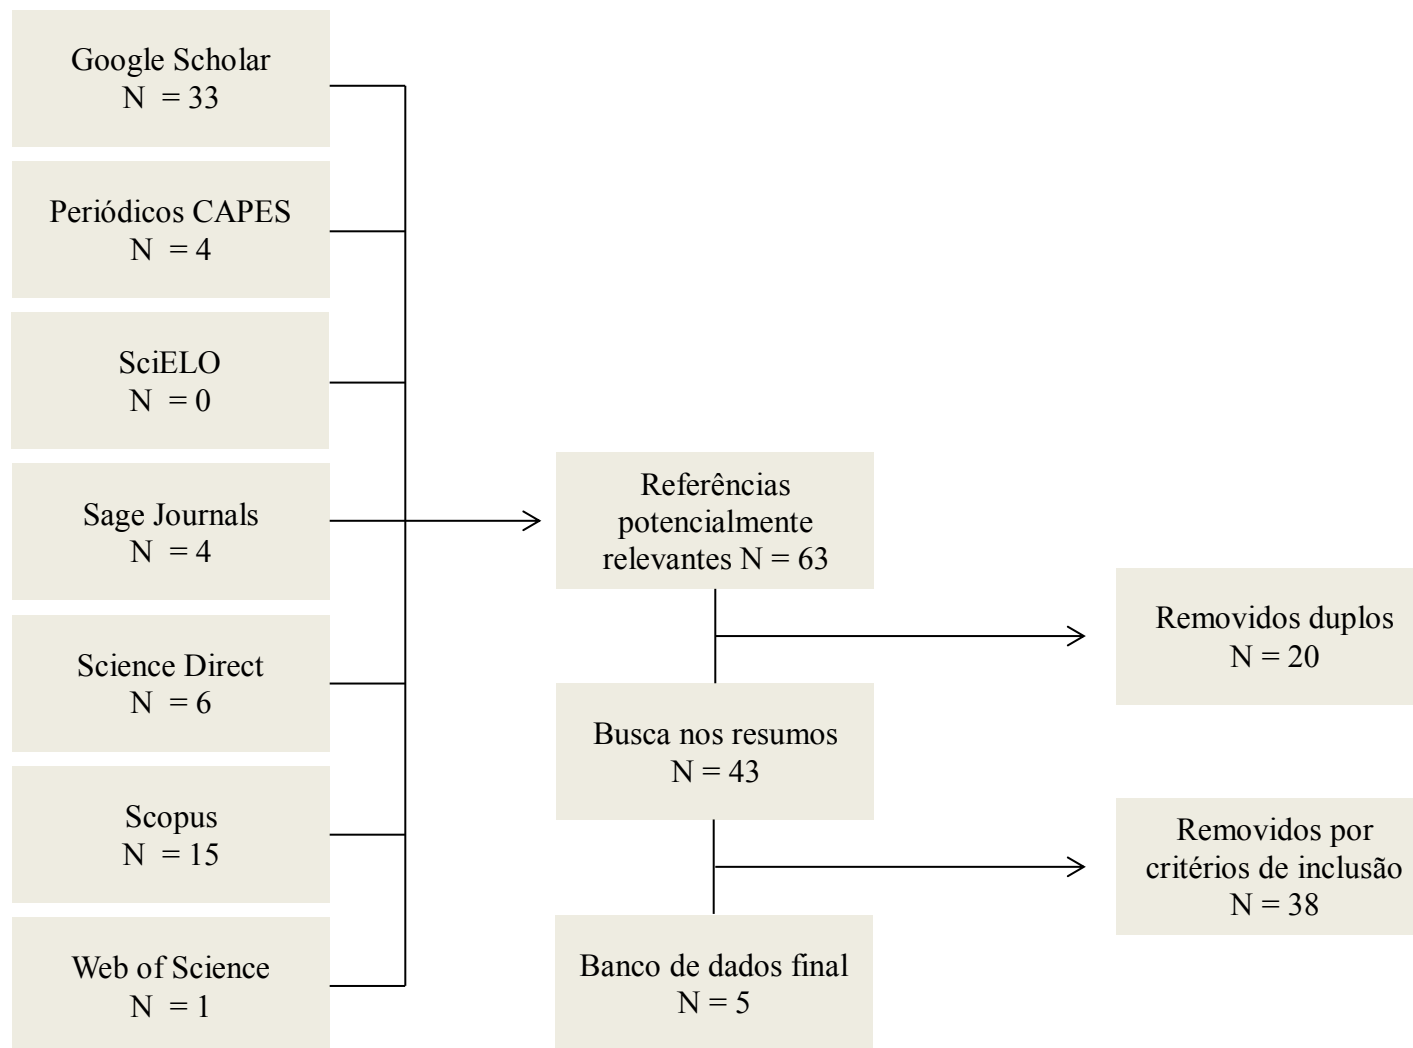 Google Scholar
N = 33
Periódicos CAPES
N = 4
SciELO
N = 0
Sage Journals
N = 4
Science Direct
N = 6
Scopus
N = 15
Web of Science
N = 1
Referências
potencialmente
relevantes N = 63
Removidos duplos
N = 20
Busca nos resumos
N = 43
Removidos por
critérios de inclusão
N = 38
Banco de dados final
N = 5